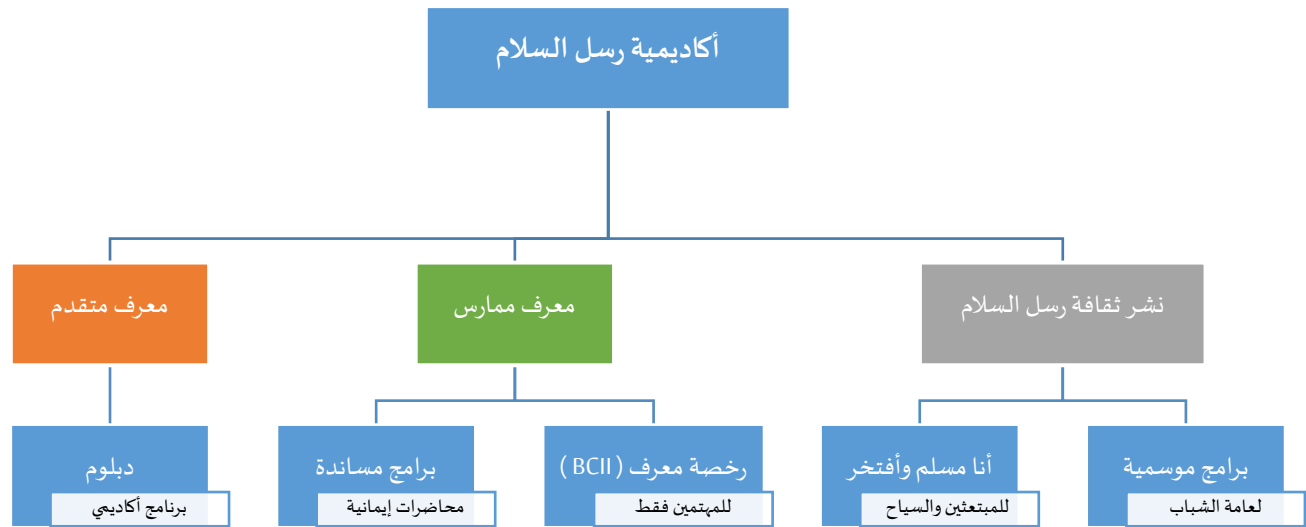 أكاديمية رسل السلام
نشر ثقافة رسل السلام
معرف ممارس
معرف متقدم
برامج موسمية
لعامة الشباب
أنا مسلم وأفتخر
للمبتعثين والسياح
رخصة معرف (BCII)
للمهتمين فقط
برامج مساندة
محاضرات إيمانية
دبلوم
برنامج أكاديمي